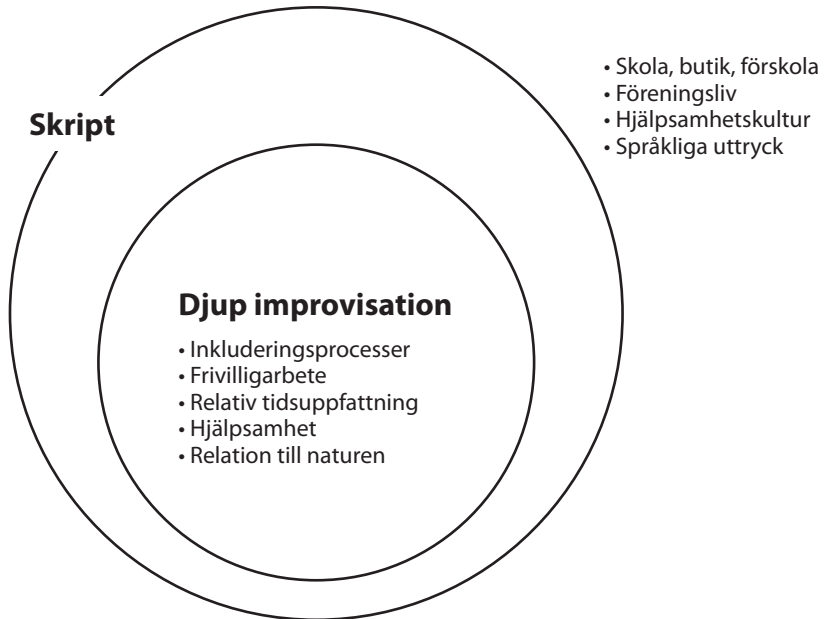 • Skola, butik, förskola
• Föreningsliv
• Hjälpsamhetskultur
• Språkliga uttryck
Skript
Djup improvisation
• Inkluderingsprocesser
• Frivilligarbete
• Relativ tidsuppfattning
• Hjälpsamhet
• Relation till naturen